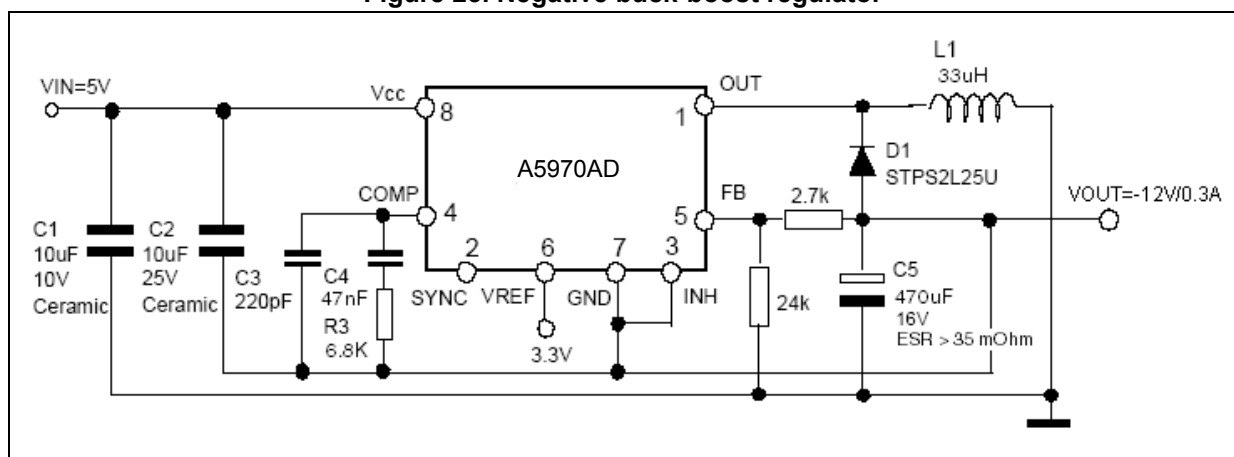 Figure 20. Negative buck-boost regulator
VIN=5V
Vcc
8
A5970AD
1
OUT
L1
33uH
D1
STPS2L25U
COMP
4
FB
5
2.7k
VOUT=-12V/0.3A
C1
10uF
10V
Ceramic
C2
10uF
25V
Ceramic
C3
220pF
C4
47nF
R3
6.8K
2
SYNC
6
VREF
3.3V
7
GND
3
INH
24k
C5
470uF
16V
ESR > 35 mOhm